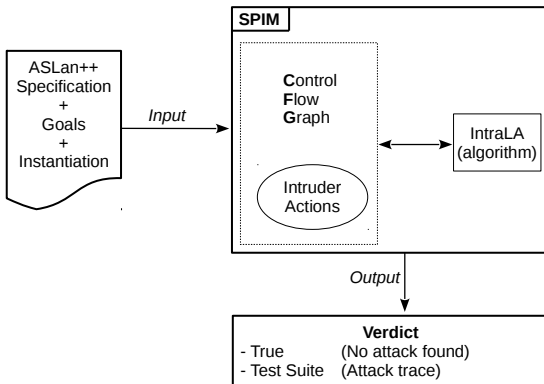 SPIM
ASLan++
Specification
+
Goals
+
Instantiation
Input
Control
Flow
Graph
Intruder
Actions
IntraLA
(algorithm)
Output
Verdict
- True (No attack found)
- Test Suite (Attack trace)